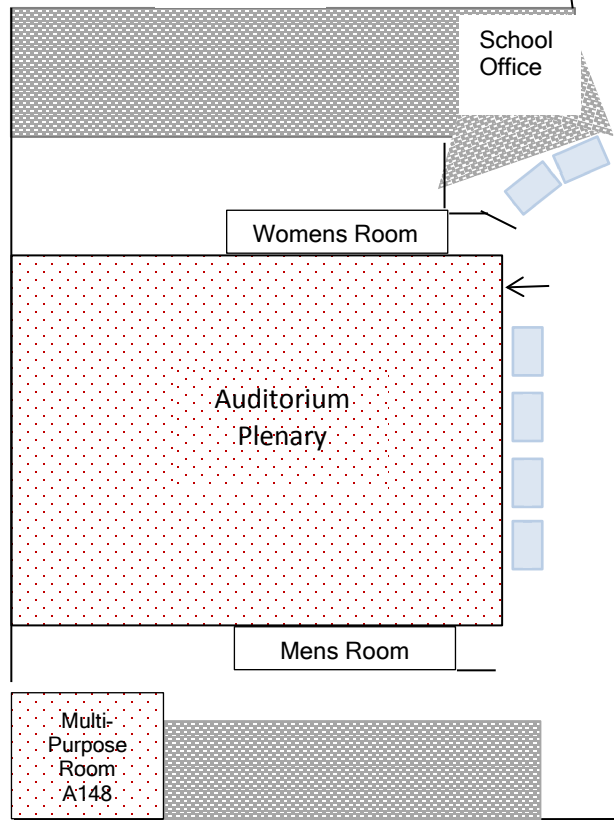 School
Office
Womens Room
Auditorium
Plenary
Mens Room
Multi-
Purpose
Room
A148